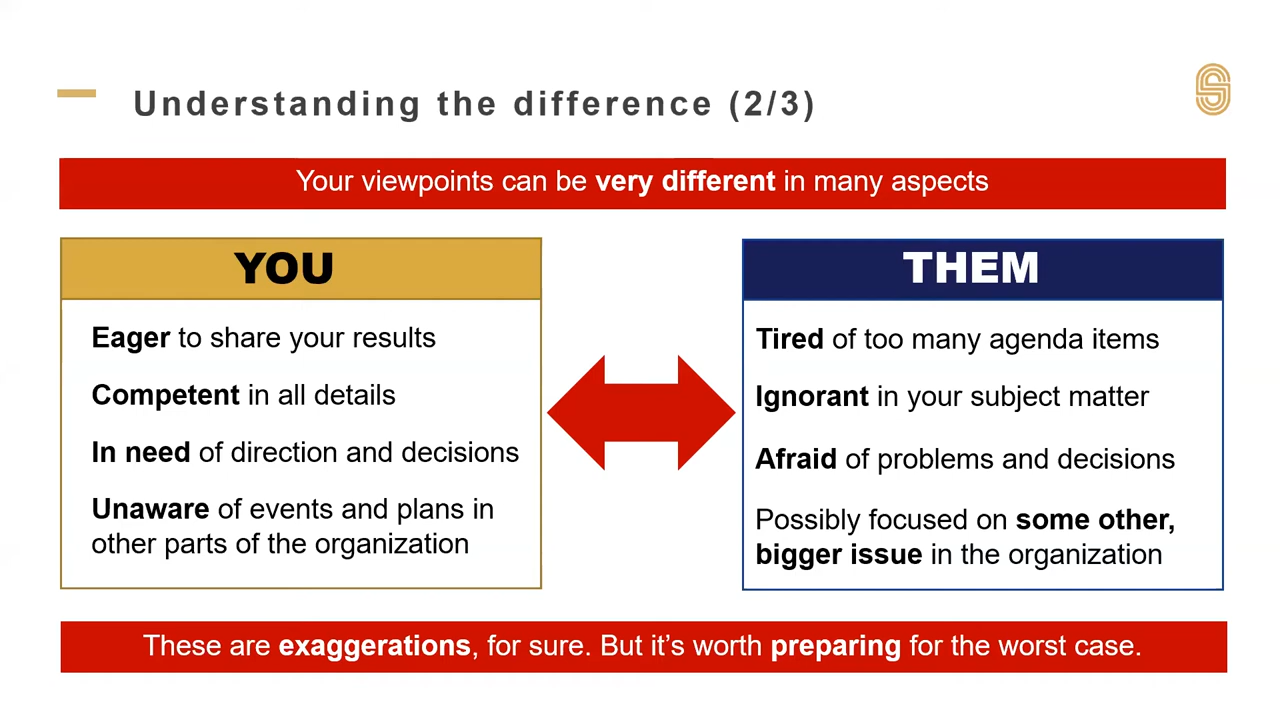 Understanding the difference (2/3)
Your viewpoints can be very different in many aspects
YOU
Eager to share your results
Competent in all details
In need of direction and decisions
Unaware of events and plans in
other parts of the organization
THEM
Tired of too many agenda items
Ignorant in your subject matter
Afraid of problems and decisions
Possibly focused on some other,
bigger issue in the organization
These are exaggerations, for sure. But it’s worth preparing for the worst case.